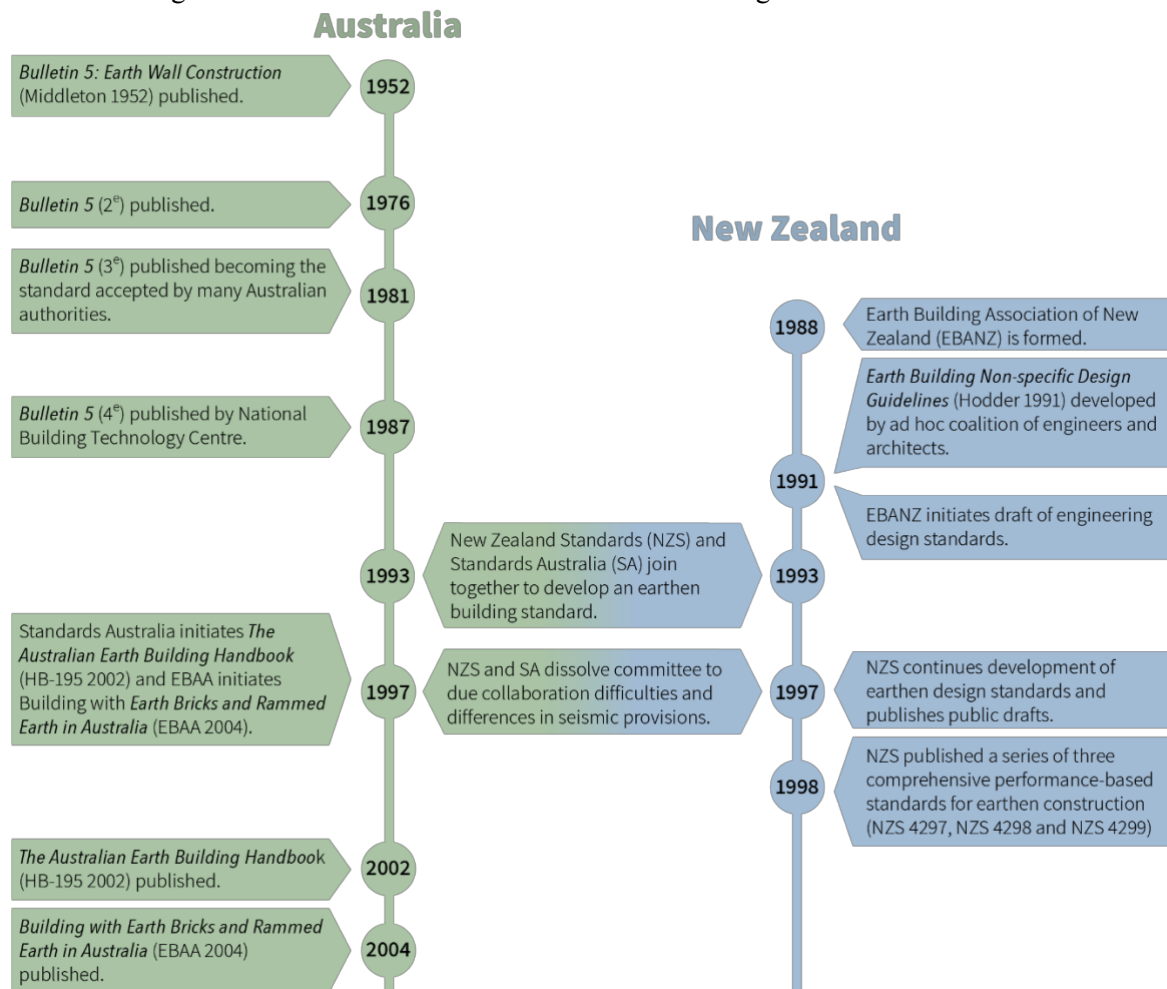 Australia
Bulletin 5: Earth Wall Construction
(Middleton 1952) published.
1952
Bulletin 5 (2e) published.
1976
New Zealand
Bulletin 5 (3e) published becoming the
standard accepted by many Australian
authorities.
1981
1988
Earth Building Association of New
Zealand (EBANZ) is formed.
Earth Building Non-specific Design
Guidelines (Hodder 1991) developed
by ad hoc coalition of engineers and
architects.
Bulletin 5 (4e) published by National
Building Technology Centre.
1987
1991
EBANZ initiates draft of engineering
design standards.
1993
New Zealand Standards (NZS) and
Standards Australia (SA) join
together to develop an earthen
building standard.
1993
Standards Australia initiates The
Australian Earth Building Handbook
(HB-195 2002) and EBAA initiates
Building with Earth Bricks and Rammed
Earth in Australia (EBAA 2004).
1997
NZS and SA dissolve committee to
due collaboration difficulties and
differences in seismic provisions.
1997
NZS continues development of
earthen design standards and
publishes public drafts.
1998
NZS published a series of three
comprehensive performance-based
standards for earthen construction
(NZS 4297, NZS 4298 and NZS 4299)
The Australian Earth Building Handbook
(HB-195 2002) published.
2002
Building with Earth Bricks and Rammed
Earth in Australia (EBAA 2004)
published.
2004